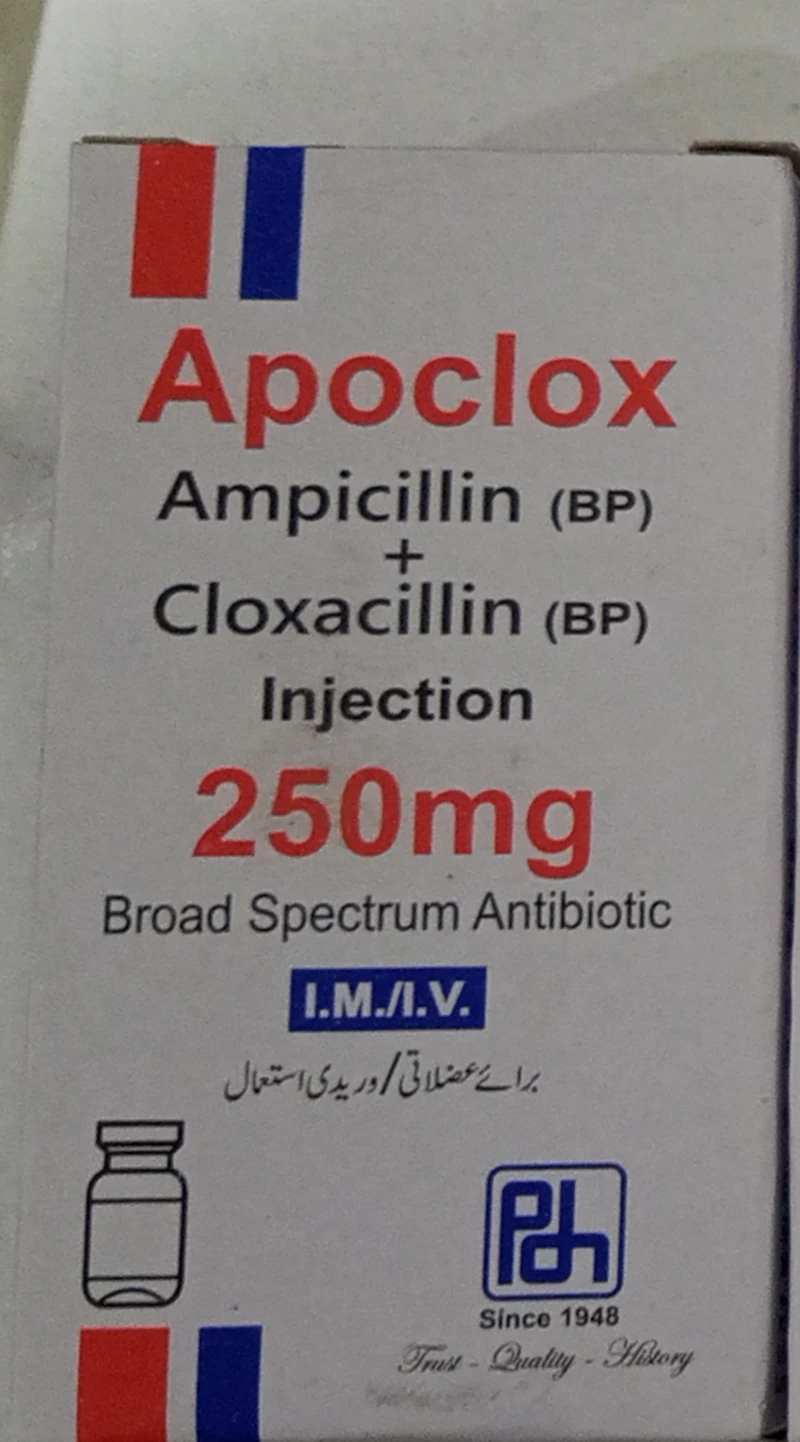 Apoclox
Ampicillin (BP)
+
Cloxacillin (BP)
Injection
250mg
Broad Spectrum Antibiotic
I.M./I.V.
برائے عضلاتی/وریدی استعمال
Pdh
Since 1948
Trust - Quality - History